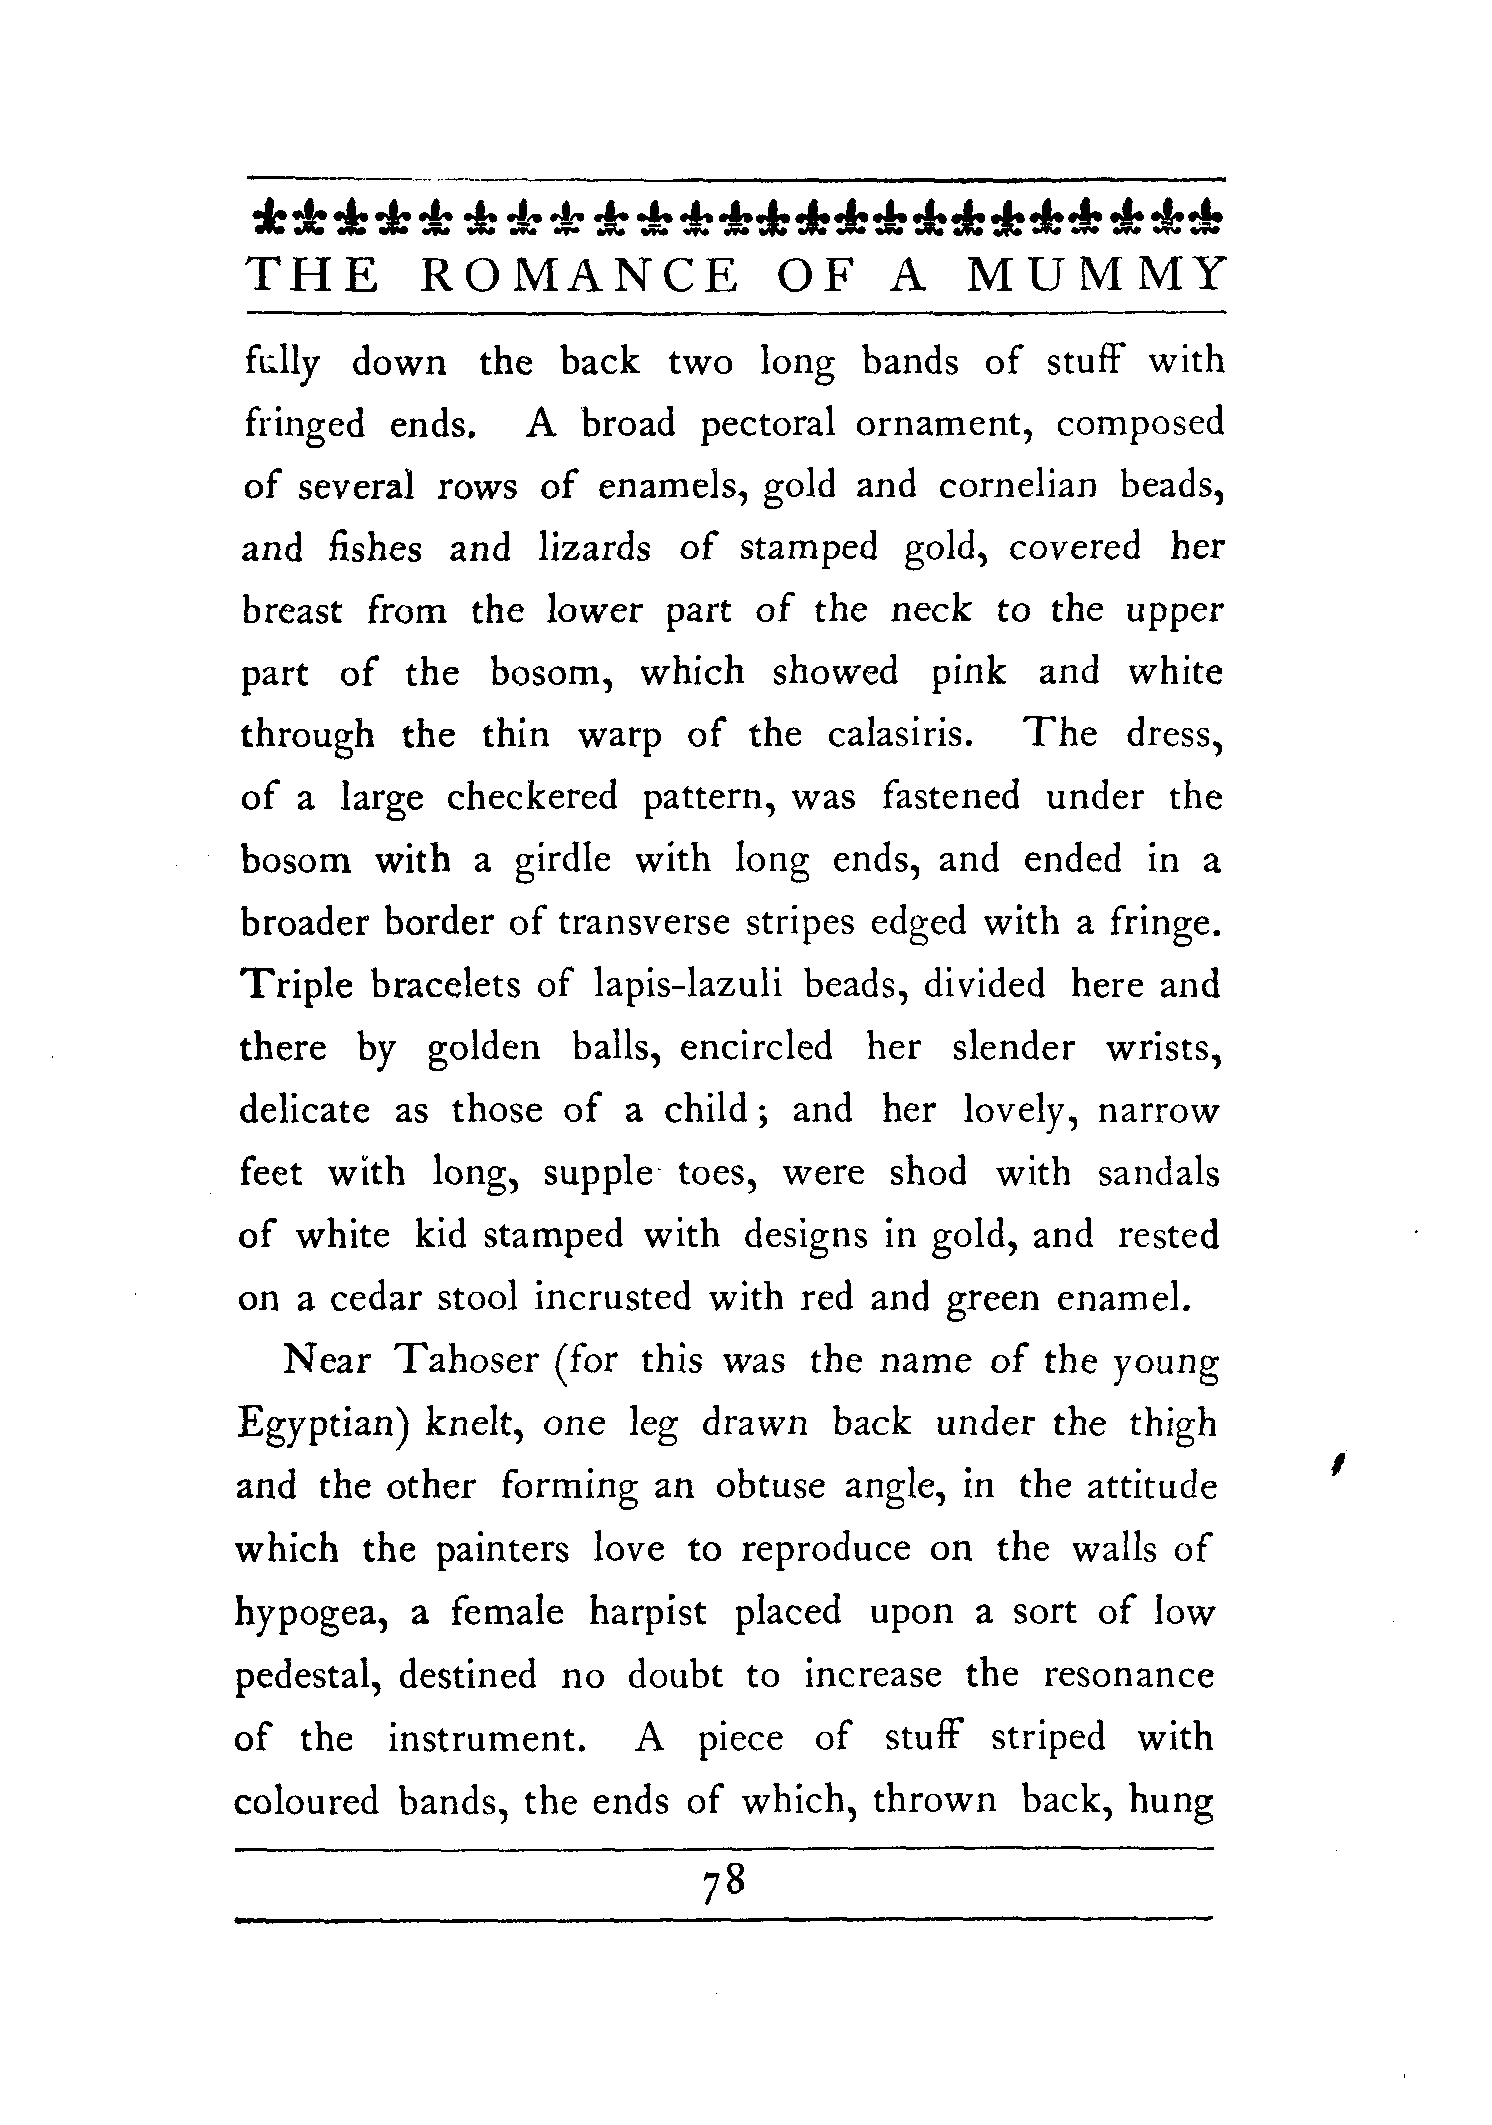 THE ROMANCE OF A MUMMY
fully down the back two long bands of stuff with
fringed ends. A broad pectoral ornament, composed
of several rows of enamels, gold and cornelian beads,
and fishes and lizards of stamped gold, covered her
breast from the lower part of the neck to the upper
part of the bosom, which showed pink and white
through the thin warp of the calasiris. The dress,
of a large checkered pattern, was fastened under the
bosom with a girdle with long ends, and ended in a
broader border of transverse stripes edged with a fringe.
Triple bracelets of lapis-lazuli beads, divided here and
there by golden balls, encircled her slender wrists,
delicate as those of a child; and her lovely, narrow
feet with long, supple toes, were shod with sandals
of white kid stamped with designs in gold, and rested
on a cedar stool incrusted with red and green enamel.
Near Tahoser (for this was the name of the young
Egyptian) knelt, one leg drawn back under the thigh
and the other forming an obtuse angle, in the attitude
which the painters love to reproduce on the walls of
hypogea, a female harpist placed upon a sort of low
pedestal, destined no doubt to increase the resonance
of the instrument. A piece of stuff striped with
coloured bands, the ends of which, thrown back, hung
78